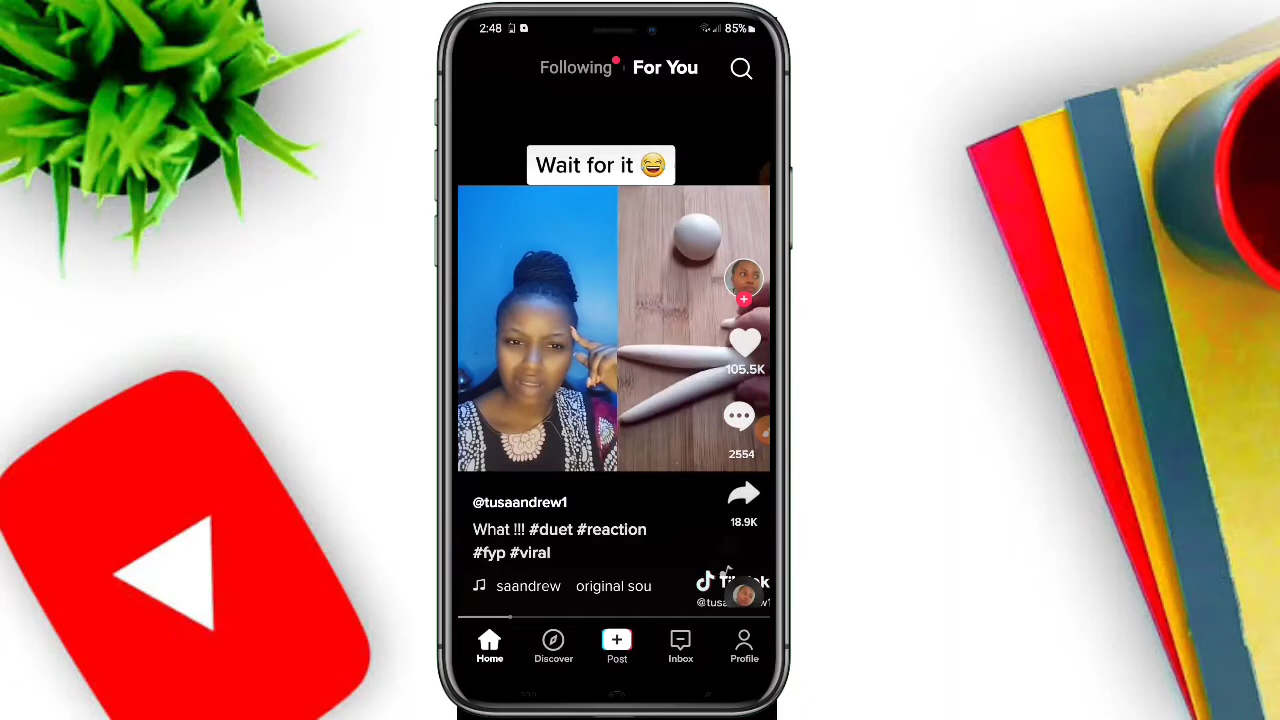 2:48
85%
Following
For You
Wait for it 😂
105.5K
2554
@tusaandrew1
18.9K
What !!! #duet #reaction
#fyp #viral
saandrew original sou
Home
Discover
Post
Inbox
Profile